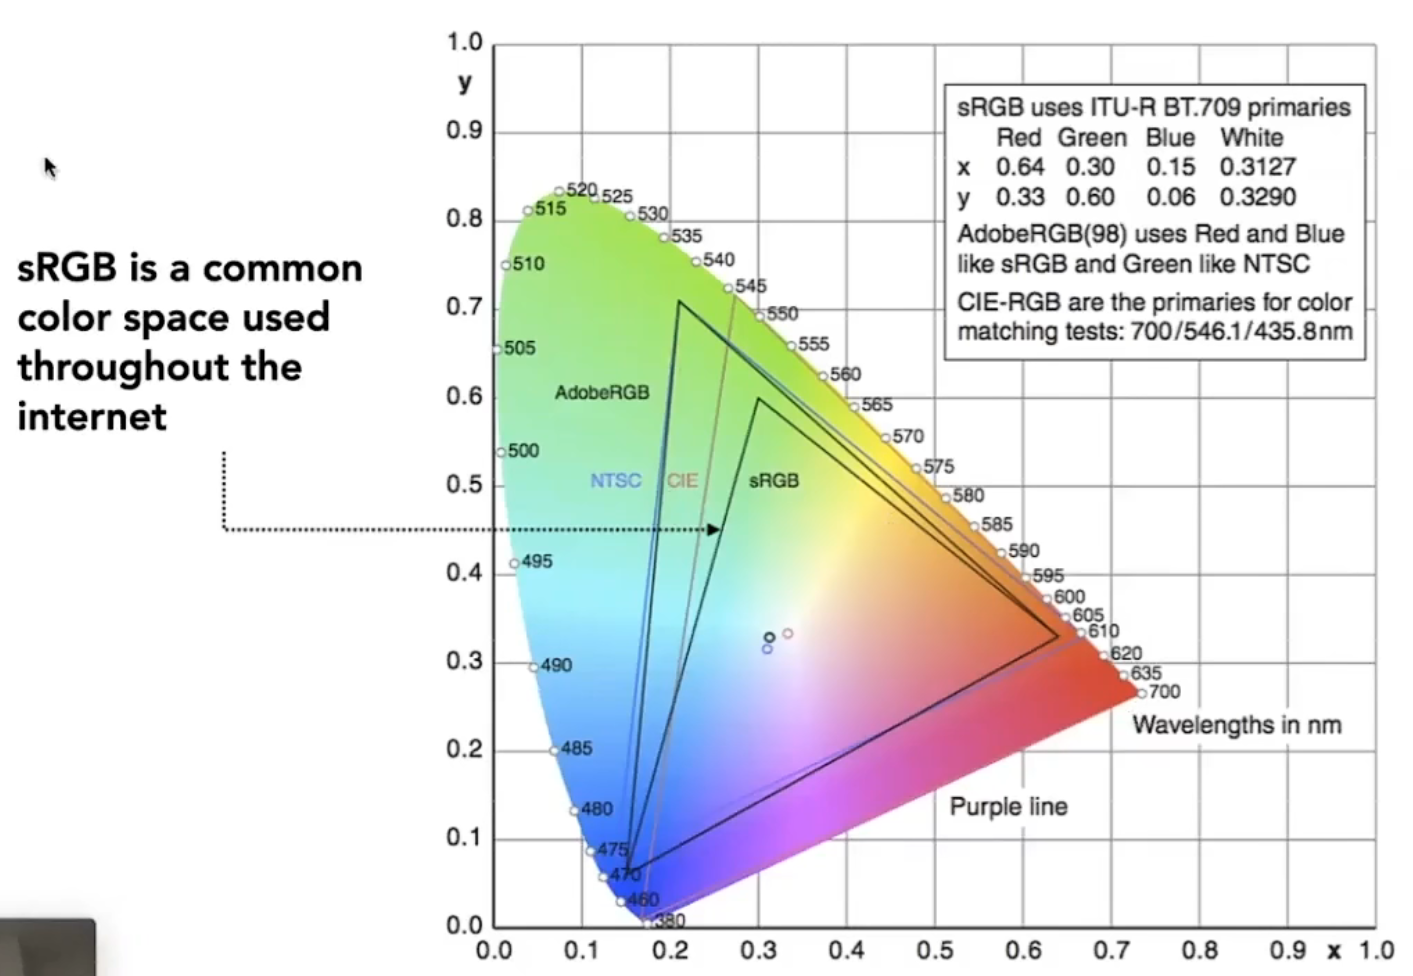 sRGB is a common
color space used
throughout the
internet
1.0
y
0.9
0.8
0.7
0.6
0.5
0.4
0.3
0.2
0.1
0.0
0.0 0.1 0.2 0.3 0.4 0.5 0.6 0.7 0.8 0.9 x 1.0
sRGB uses ITU-R BT.709 primaries
Red Green Blue White
x 0.64 0.30 0.15 0.3127
y 0.33 0.60 0.06 0.3290
AdobeRGB(98) uses Red and Blue
like sRGB and Green like NTSC
CIE-RGB are the primaries for color
matching tests: 700/546.1/435.8nm
520
525
515
530
535
510
540
545
550
505
555
560
AdobeRGB
565
570
500
575
NTSC CIE sRGB
580
585
590
495
595
600
605
610
620
490
635
700
Wavelengths in nm
485
480
Purple line
475
470
460
380